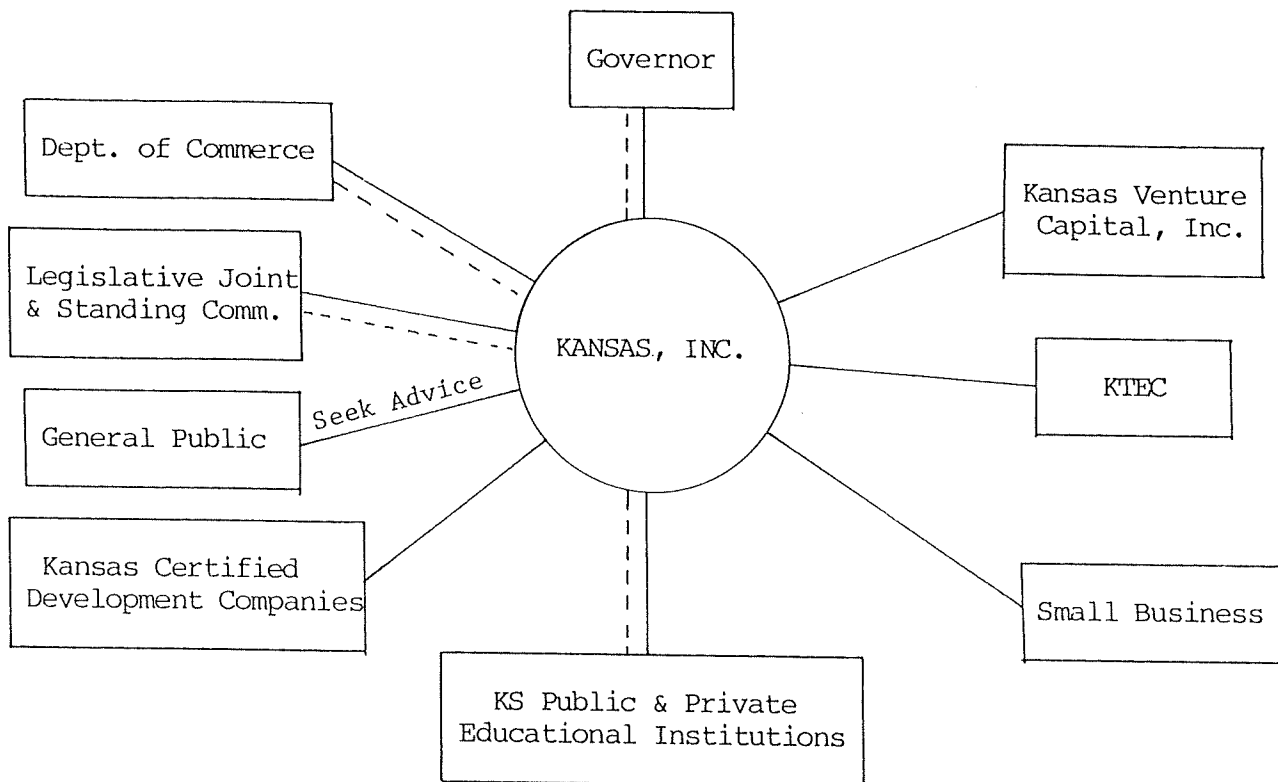 Governor
Dept. of Commerce
Kansas Venture
Capital, Inc.
Legislative Joint
& Standing Comm.
KANSAS, INC.
KTEC
Seek Advice
General Public
Kansas Certified
Development Companies
Small Business
KS Public & Private
Educational Institutions